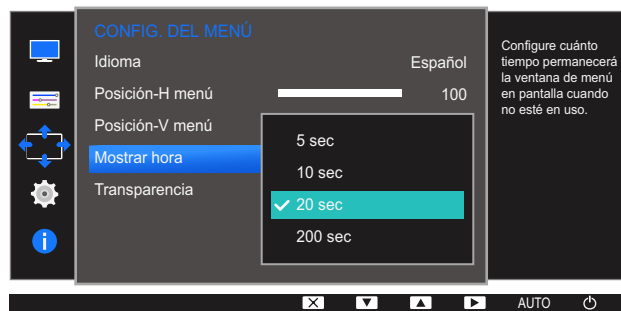 CONFIG. DEL MENÚ
Idioma Español
Posición-H menú 100
Posición-V menú
Mostrar hora
Transparencia
5 sec
10 sec
20 sec
200 sec
Configure cuánto
tiempo permanecerá
la ventana de menú
en pantalla cuando
no esté en uso.
AUTO